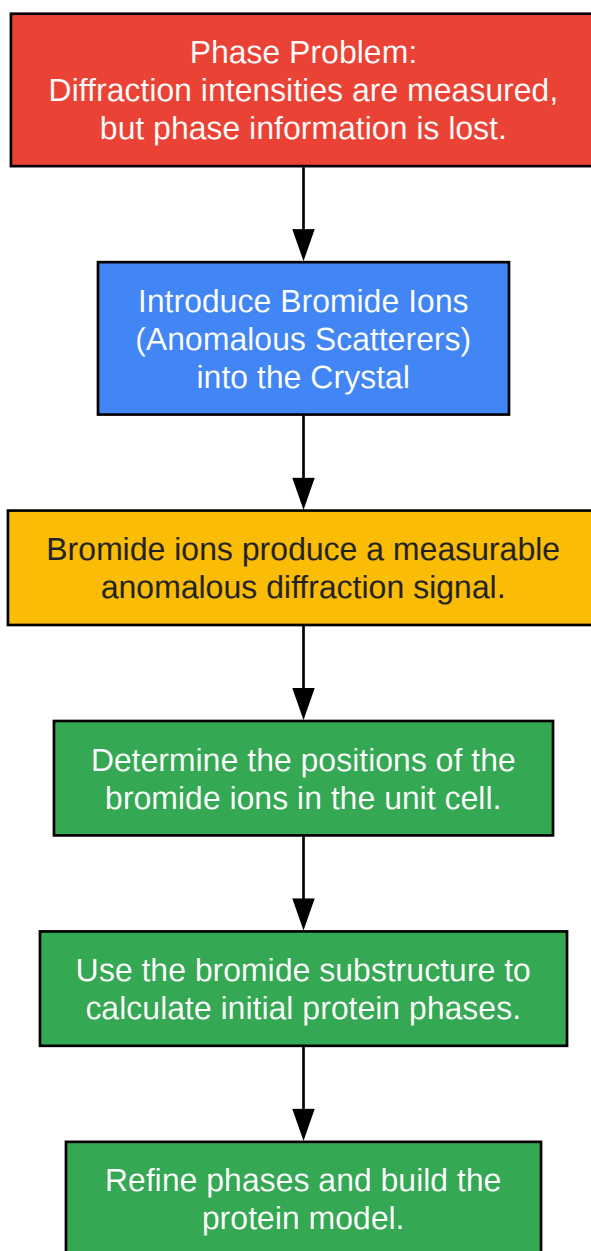 Phase Problem:
Diffraction intensities are measured,
but phase information is lost.
Introduce Bromide Ions
(Anomalous Scatterers)
into the Crystal
Bromide ions produce a measurable
anomalous diffraction signal.
Determine the positions of the
bromide ions in the unit cell.
Use the bromide substructure to
calculate initial protein phases.
Refine phases and build the
protein model.